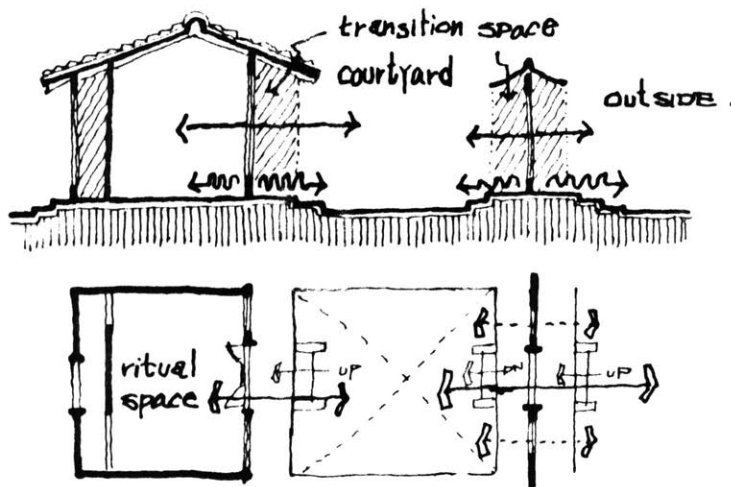 transition space
courtyard
OUTSIDE.
ritual
space
UP
DN
UP